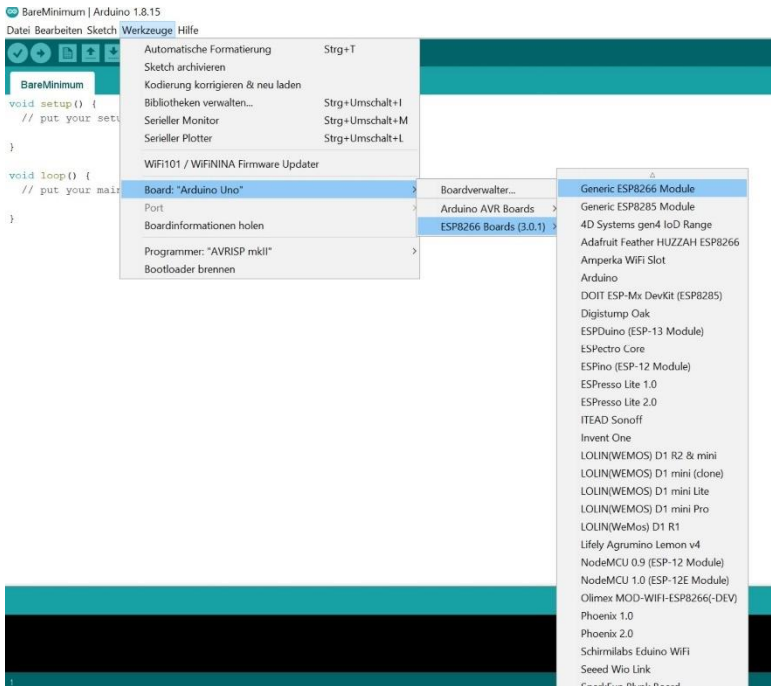 BareMinimum | Arduino 1.8.15
Datei Bearbeiten Sketch Werkzeuge Hilfe
BareMinimum
void setup() {
// put your setu
}
void loop() {
// put your main
}
Automatische Formatierung Strg+T
Sketch archivieren
Kodierung korrigieren & neu laden
Bibliotheken verwalten... Strg+Umschalt+I
Serieller Monitor Strg+Umschalt+M
Serieller Plotter Strg+Umschalt+L
WiFi101 / WiFiNINA Firmware Updater
Board: "Arduino Uno"
Port
Boardinformationen holen
Programmer: "AVRISP mkII"
Bootloader brennen
Boardverwalter...
Arduino AVR Boards
ESP8266 Boards (3.0.1)
Generic ESP8266 Module
Generic ESP8285 Module
4D Systems gen4 IoD Range
Adafruit Feather HUZZAH ESP8266
Amperka WiFi Slot
Arduino
DOIT ESP-Mx DevKit (ESP8285)
Digistump Oak
ESPDuino (ESP-13 Module)
ESPectro Core
ESPino (ESP-12 Module)
ESPresso Lite 1.0
ESPresso Lite 2.0
ITEAD Sonoff
Invent One
LOLIN(WEMOS) D1 R2 & mini
LOLIN(WEMOS) D1 mini (clone)
LOLIN(WEMOS) D1 mini Lite
LOLIN(WEMOS) D1 mini Pro
LOLIN(WeMos) D1 R1
Lifely Agrumino Lemon v4
NodeMCU 0.9 (ESP-12 Module)
NodeMCU 1.0 (ESP-12E Module)
Olimex MOD-WIFI-ESP8266(-DEV)
Phoenix 1.0
Phoenix 2.0
Schirmilabs Eduino WiFi
Seeed Wio Link
SparkFun Blynk Board
1